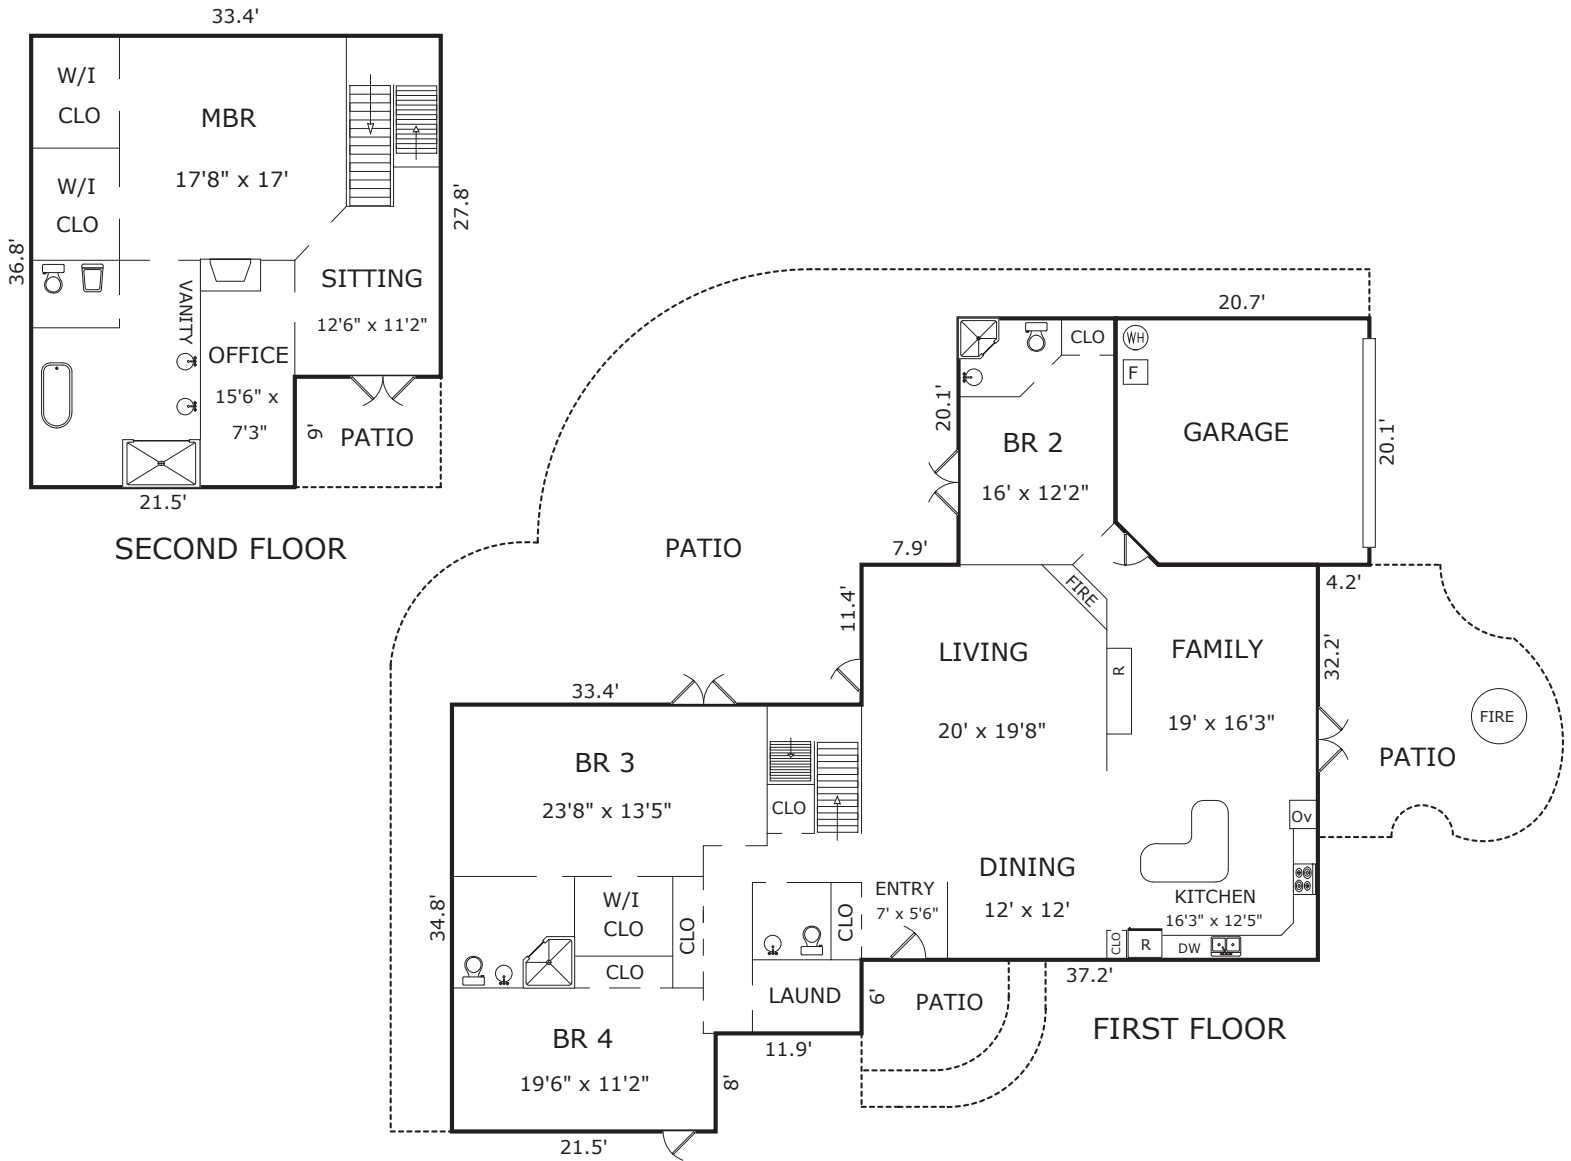 33.4'
W/I
CLO
MBR
17'8" x 17'
W/I
CLO
27.8'
36.8'
SITTING
12'6" x 11'2"
VANITY
OFFICE
15'6" x
7'3"
9'
PATIO
21.5'
SECOND FLOOR
20.7'
CLO
WH
F
20.1'
GARAGE
20.1'
BR 2
16' x 12'2"
PATIO
7.9'
4.2'
11.4'
FIRE
LIVING
20' x 19'8"
R
FAMILY
19' x 16'3"
32.2'
FIRE
PATIO
33.4'
BR 3
23'8" x 13'5"
CLO
Ov
DINING
12' x 12'
ENTRY
7' x 5'6"
KITCHEN
16'3" x 12'5"
W/I
CLO
CLO
CLO
34.8'
CLO
R
DW
CLO
37.2'
LAUND
6'
PATIO
FIRST FLOOR
BR 4
19'6" x 11'2"
11.9'
8'
21.5'